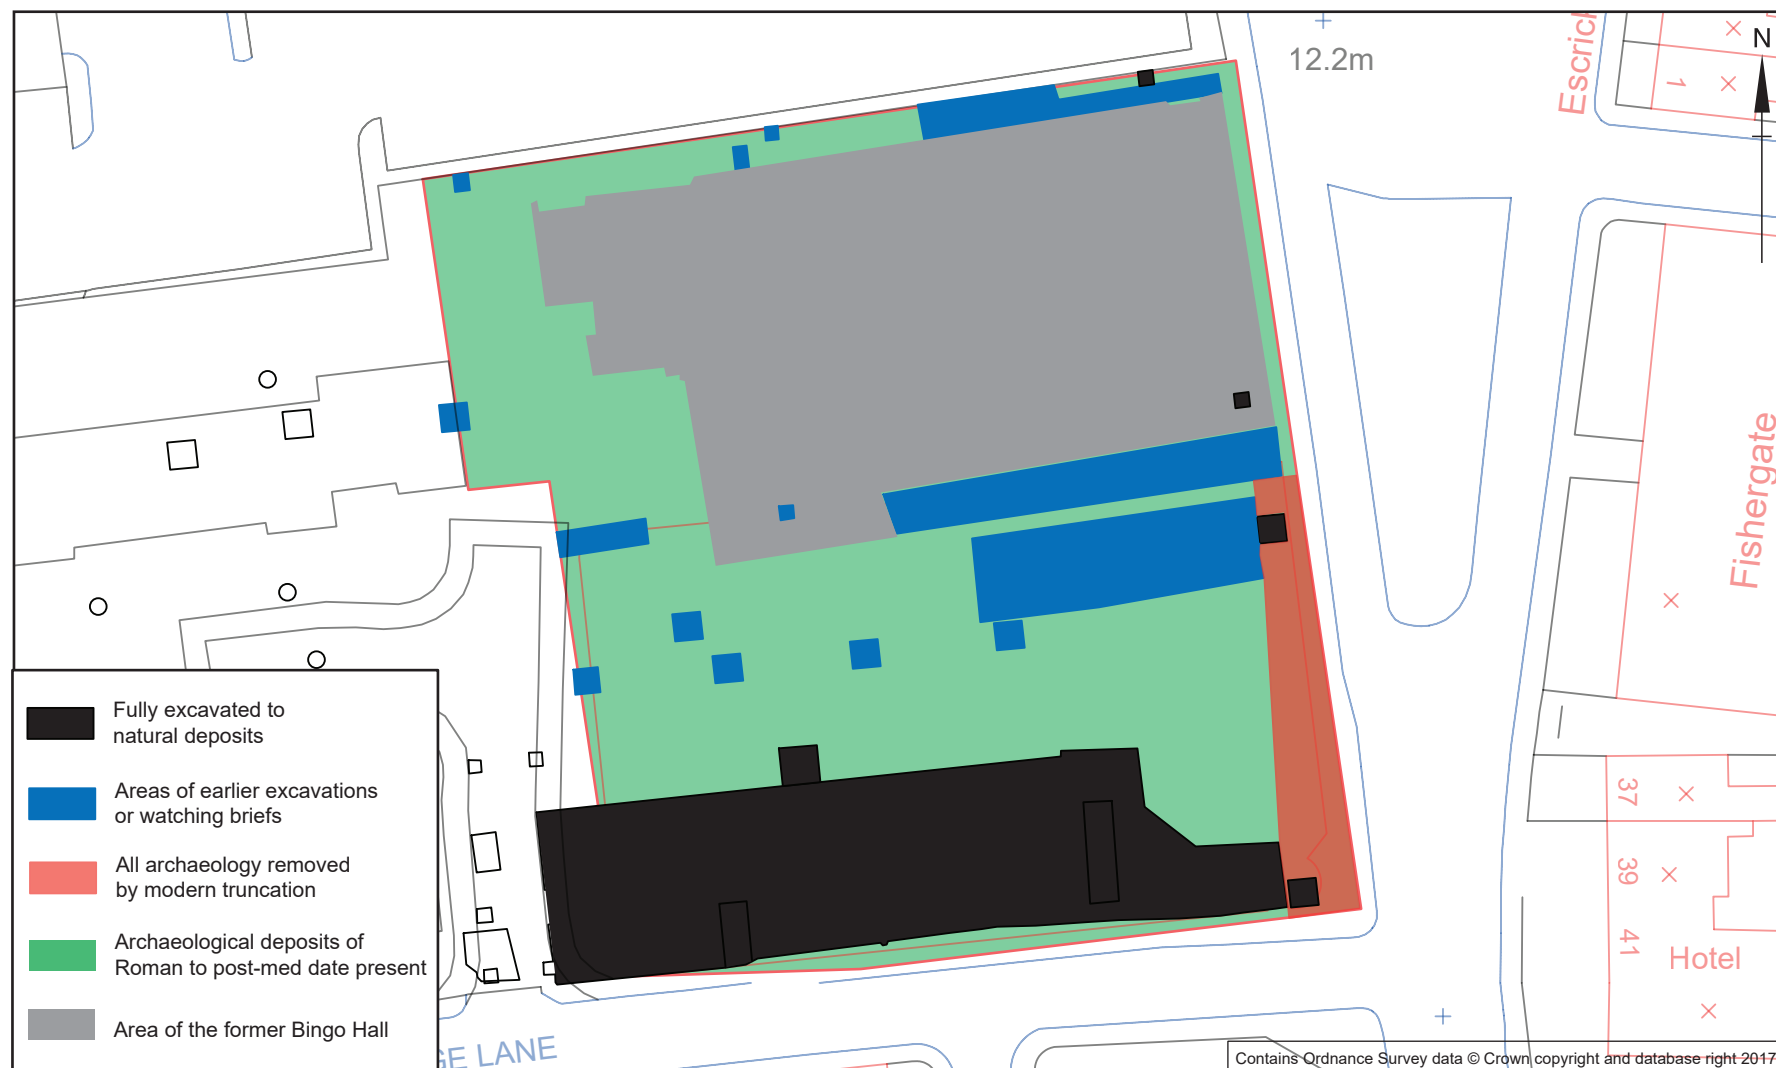 12.2m
N
1
Fishergate
Fully excavated to
natural deposits
Areas of earlier excavations
or watching briefs
All archaeology removed
by modern truncation
Archaeological deposits of
Roman to post-med date present
Area of the former Bingo Hall
37
39
41
Hotel
LANE
Contains Ordnance Survey data © Crown copyright and database right 2017